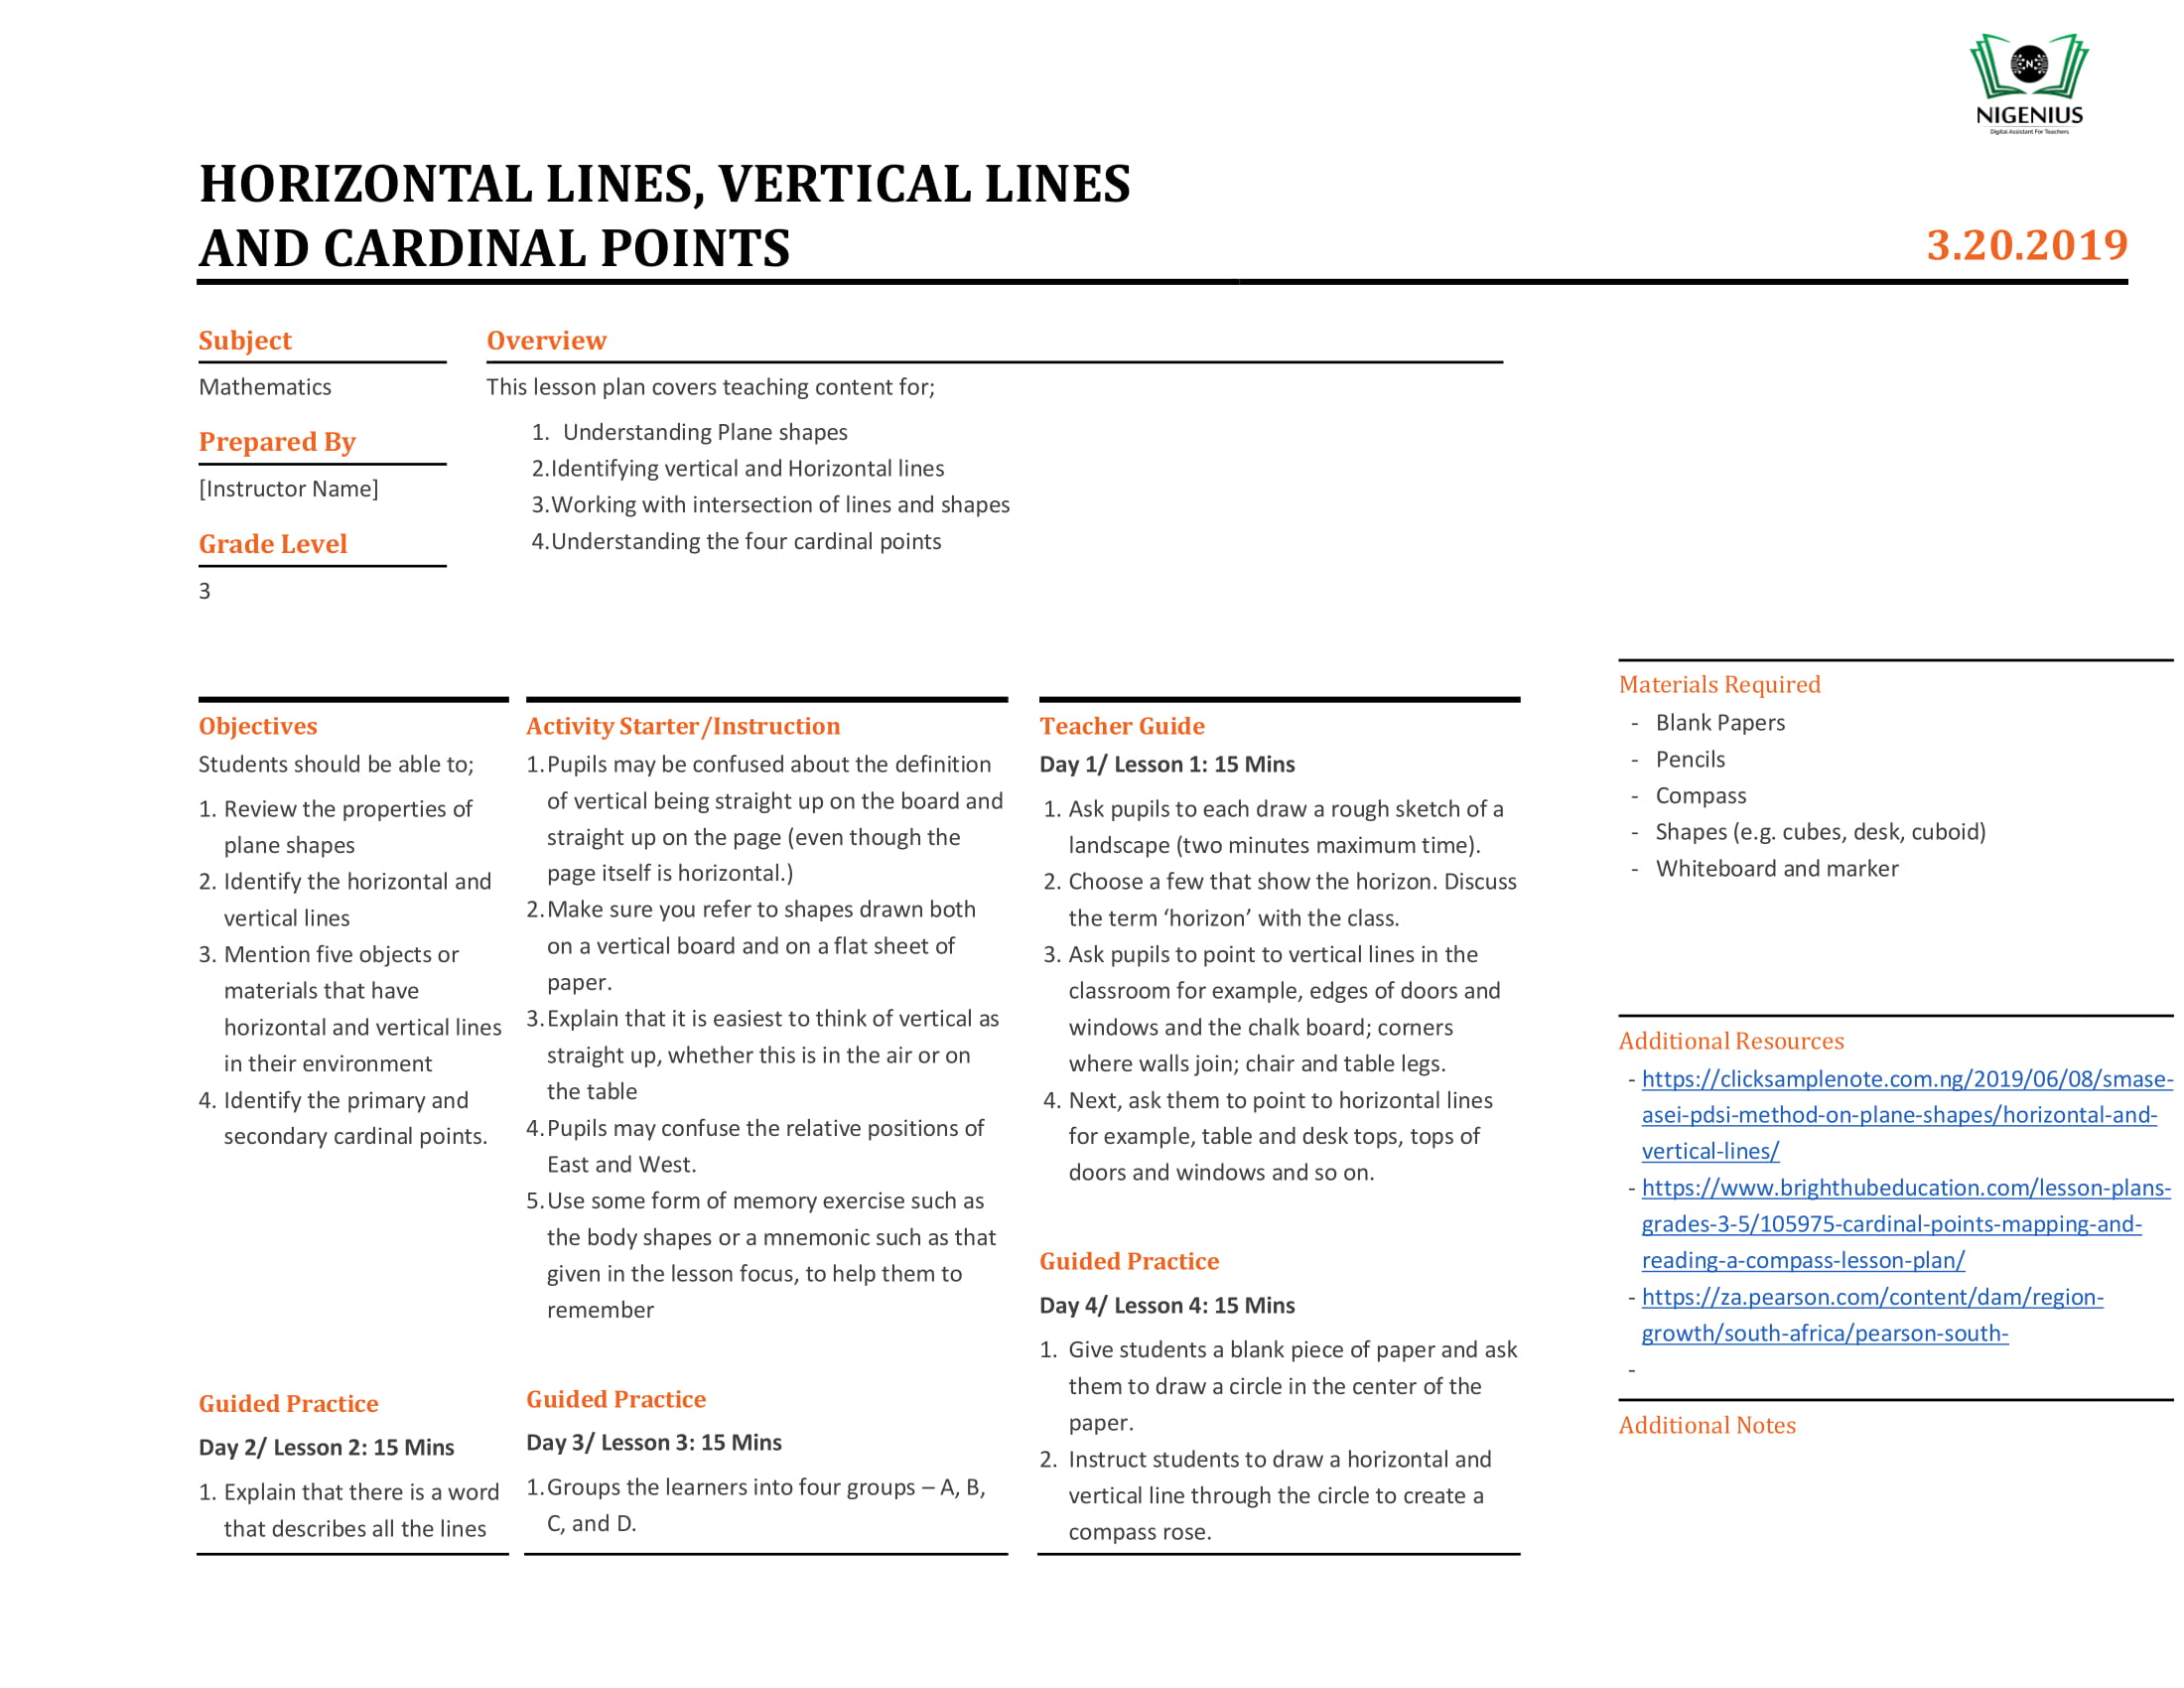 NIGENIUS
Digital Assistant For Teachers
HORIZONTAL LINES, VERTICAL LINES
AND CARDINAL POINTS
3.20.2019
Subject
Mathematics
Prepared By
[Instructor Name]
Grade Level
3
Overview
This lesson plan covers teaching content for;
1. Understanding Plane shapes
2.Identifying vertical and Horizontal lines
3.Working with intersection of lines and shapes
4.Understanding the four cardinal points
Objectives
Students should be able to;
1. Review the properties of
plane shapes
2. Identify the horizontal and
vertical lines
3. Mention five objects or
materials that have
horizontal and vertical lines
in their environment
4. Identify the primary and
secondary cardinal points.
Guided Practice
Day 2/ Lesson 2: 15 Mins
1. Explain that there is a word
that describes all the lines
Activity Starter/Instruction
1.Pupils may be confused about the definition
of vertical being straight up on the board and
straight up on the page (even though the
page itself is horizontal.)
2.Make sure you refer to shapes drawn both
on a vertical board and on a flat sheet of
paper.
3.Explain that it is easiest to think of vertical as
straight up, whether this is in the air or on
the table
4.Pupils may confuse the relative positions of
East and West.
5.Use some form of memory exercise such as
the body shapes or a mnemonic such as that
given in the lesson focus, to help them to
remember
Guided Practice
Day 3/ Lesson 3: 15 Mins
1.Groups the learners into four groups – A, B,
C, and D.
Teacher Guide
Day 1/ Lesson 1: 15 Mins
1. Ask pupils to each draw a rough sketch of a
landscape (two minutes maximum time).
2. Choose a few that show the horizon. Discuss
the term ‘horizon’ with the class.
3. Ask pupils to point to vertical lines in the
classroom for example, edges of doors and
windows and the chalk board; corners
where walls join; chair and table legs.
4. Next, ask them to point to horizontal lines
for example, table and desk tops, tops of
doors and windows and so on.
Guided Practice
Day 4/ Lesson 4: 15 Mins
1. Give students a blank piece of paper and ask
them to draw a circle in the center of the
paper.
2. Instruct students to draw a horizontal and
vertical line through the circle to create a
compass rose.
Materials Required
- Blank Papers
- Pencils
- Compass
- Shapes (e.g. cubes, desk, cuboid)
- Whiteboard and marker
Additional Resources
- https://clicksamplenote.com.ng/2019/06/08/smase-
asei-pdsi-method-on-plane-shapes/horizontal-and-
vertical-lines/
- https://www.brighthubeducation.com/lesson-plans-
grades-3-5/105975-cardinal-points-mapping-and-
reading-a-compass-lesson-plan/
- https://za.pearson.com/content/dam/region-
growth/south-africa/pearson-south-
-
Additional Notes